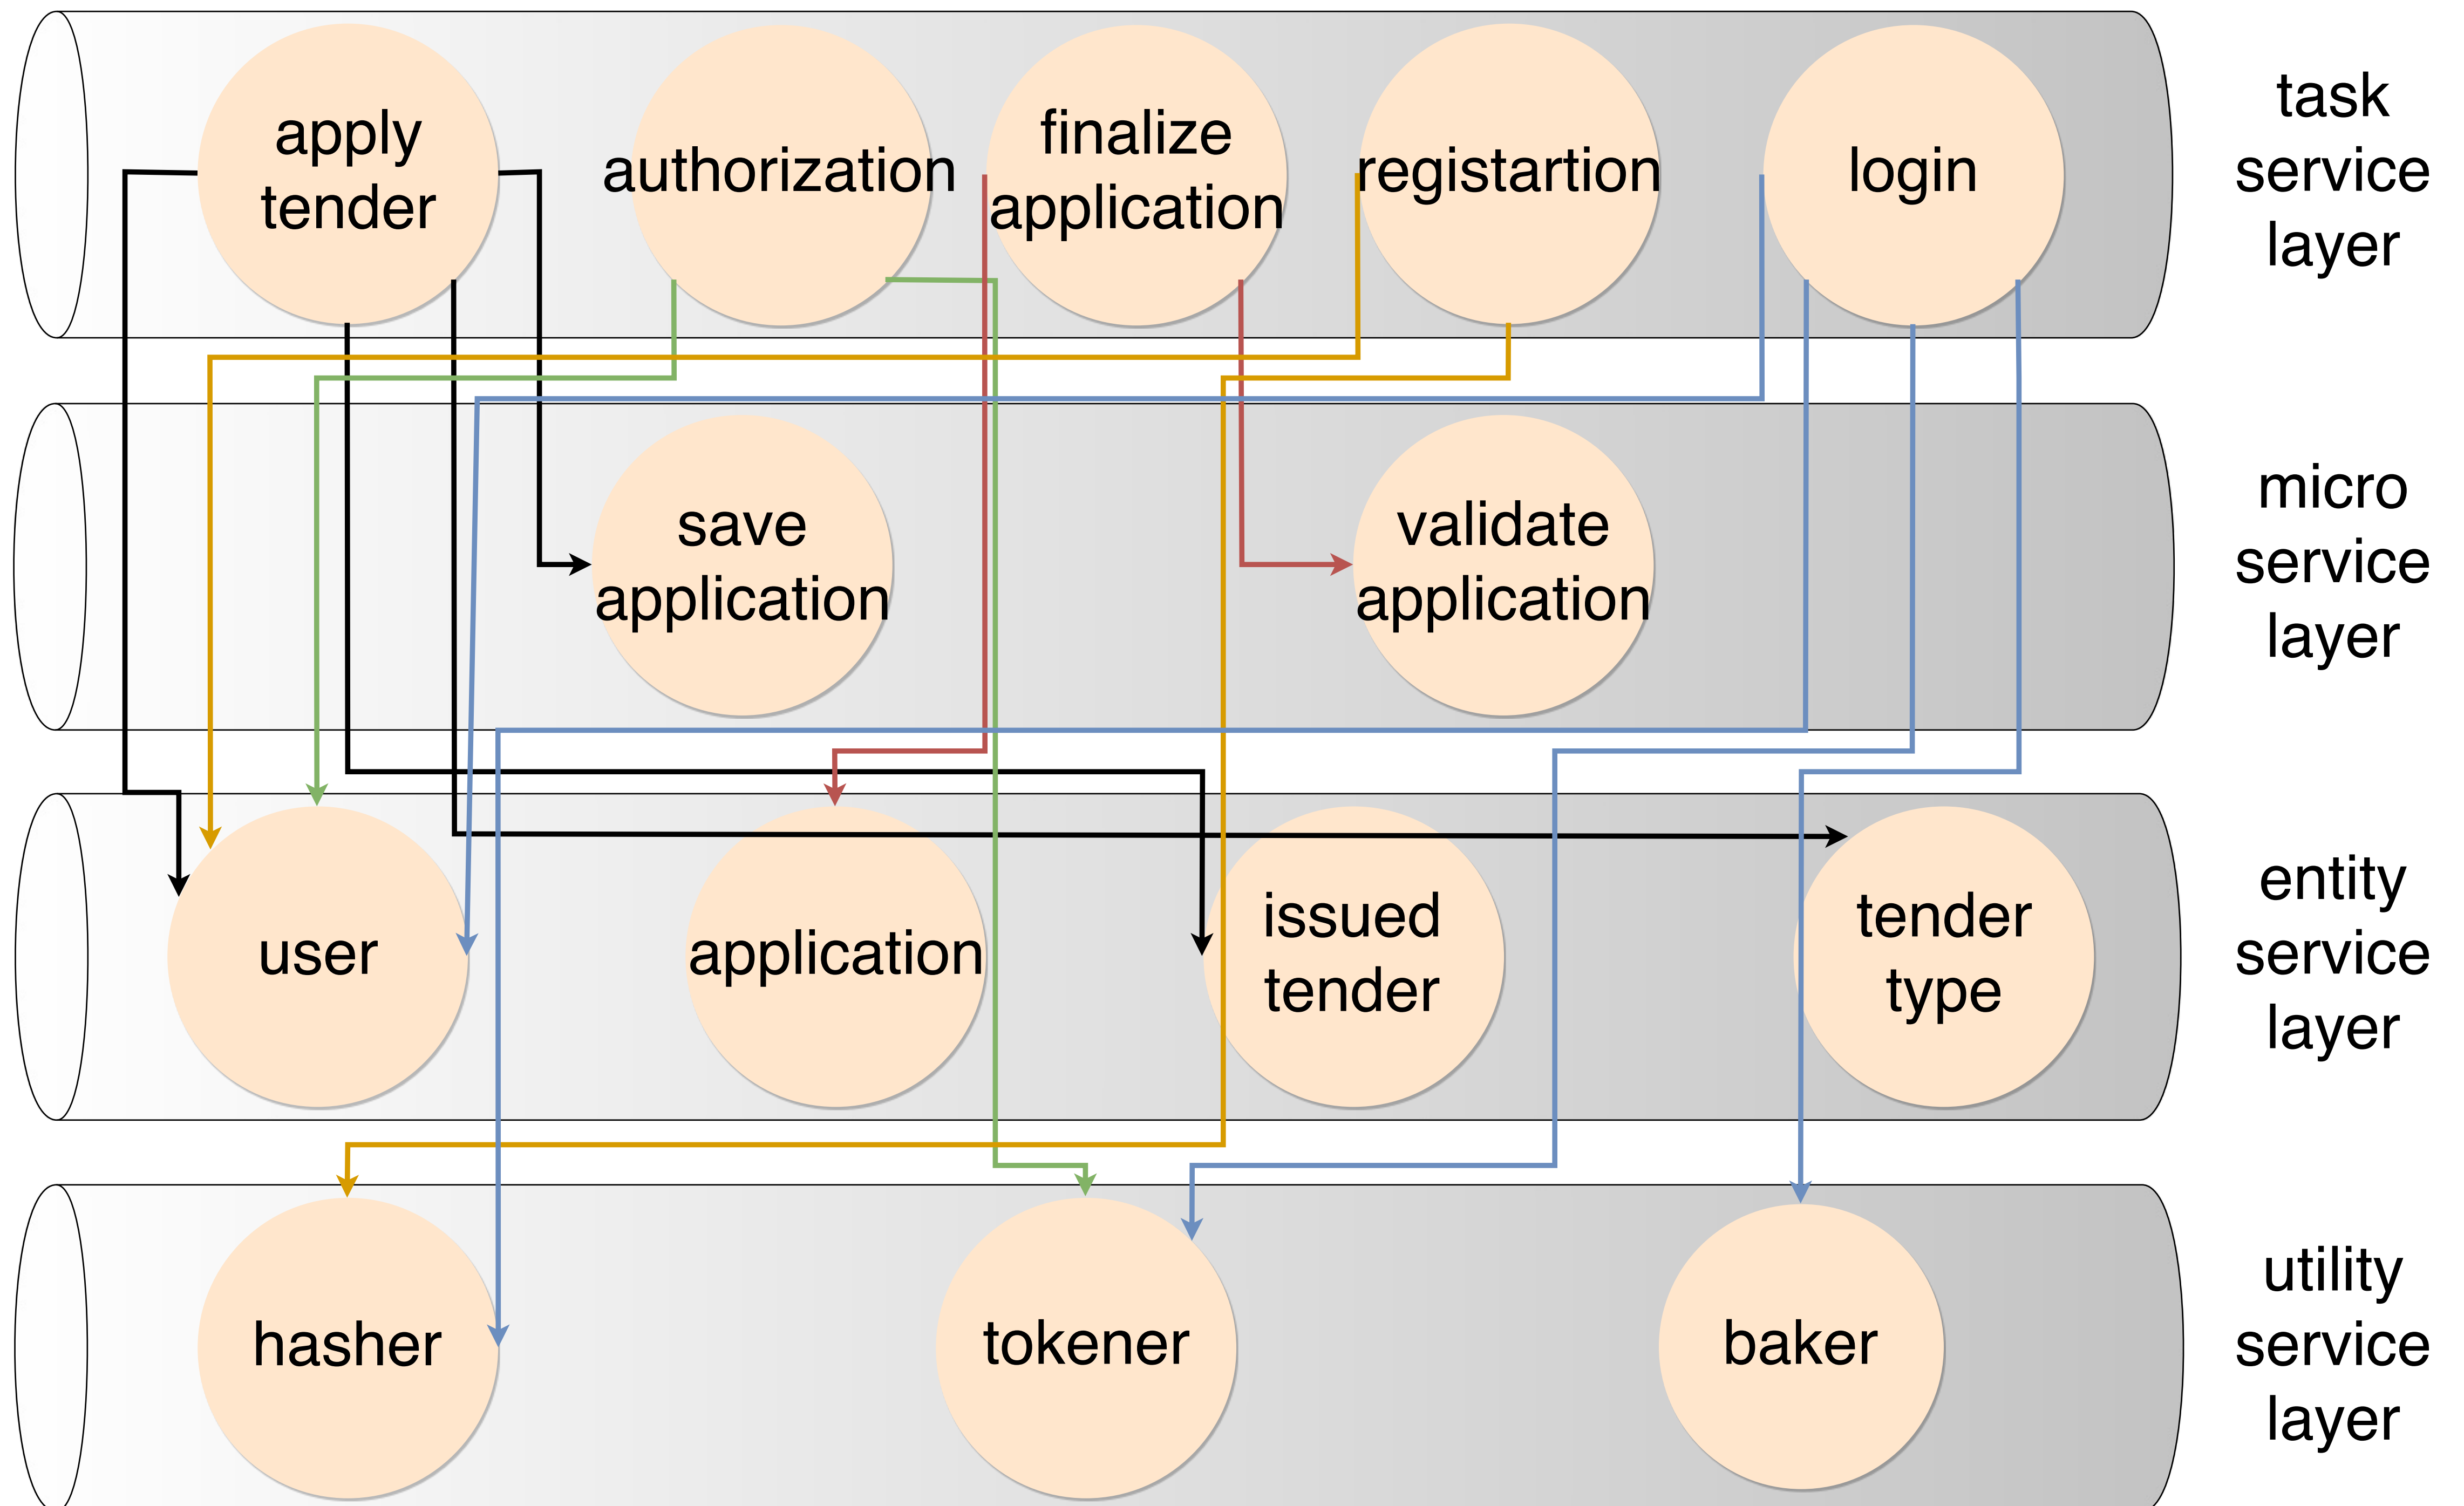 apply
tender
authorization
finalize
application
registartion
login
task
service
layer
save
application
validate
application
micro
service
layer
user
application
issued
tender
tender
type
entity
service
layer
hasher
tokener
baker
utility
service
layer